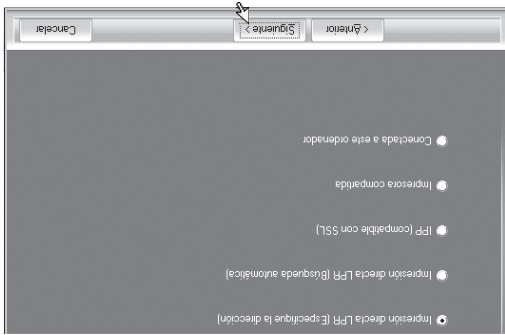 Impresión directa LPR (Especifique la dirección)
Impresión directa LPR (Búsqueda automática)
IPP (compatible con SSL)
Impresora compartida
Conectada a este ordenador
< Anterior
Siguiente >
Cancelar